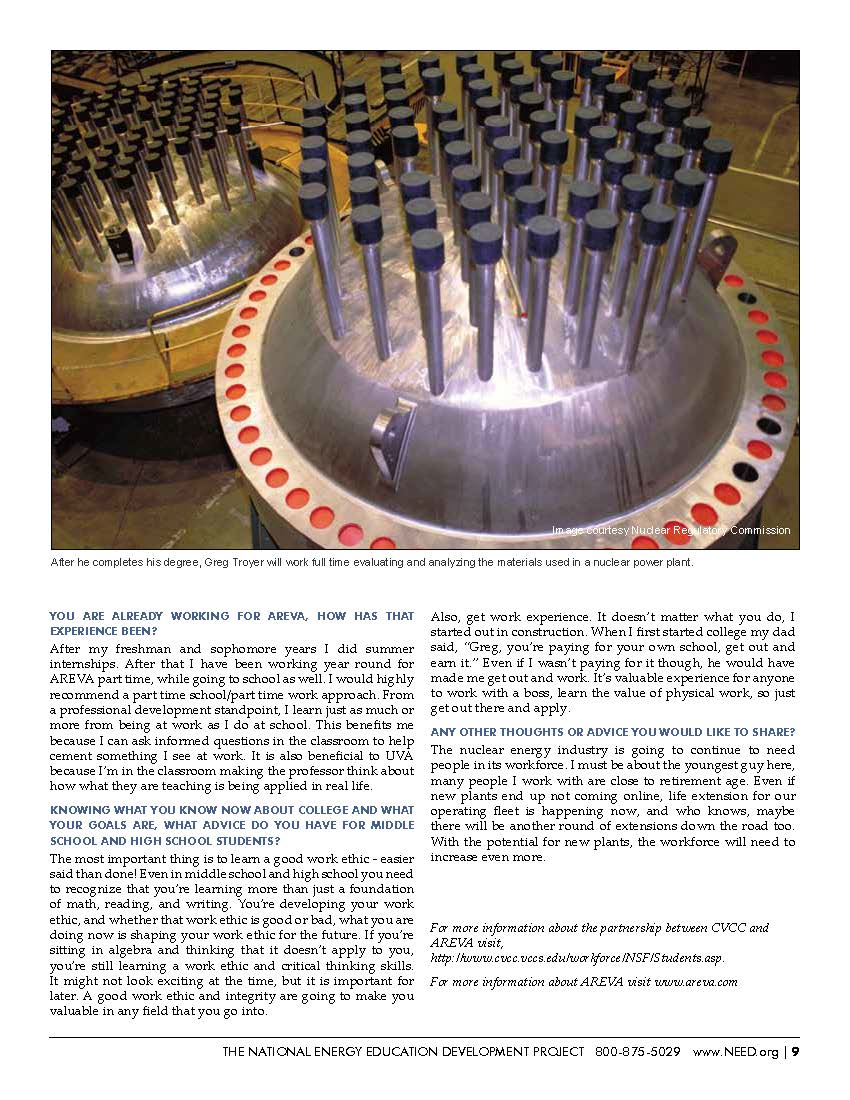 Image courtesy Nuclear Regulatory Commission
After he completes his degree, Greg Troyer will work full time evaluating and analyzing the materials used in a nuclear power plant.
YOU ARE ALREADY WORKING FOR AREVA, HOW HAS THAT
EXPERIENCE BEEN?
After my freshman and sophomore years I did summer
internships. After that I have been working year round for
AREVA part time, while going to school as well. I would highly
recommend a part time school/part time work approach. From
a professional development standpoint, I learn just as much or
more from being at work as I do at school. This benefits me
because I can ask informed questions in the classroom to help
cement something I see at work. It is also beneficial to UVA
because I'm in the classroom making the professor think about
how what they are teaching is being applied in real life.
KNOWING WHAT YOU KNOW NOW ABOUT COLLEGE AND WHAT
YOUR GOALS ARE, WHAT ADVICE DO YOU HAVE FOR MIDDLE
SCHOOL AND HIGH SCHOOL STUDENTS?
The most important thing is to learn a good work ethic - easier
said than done! Even in middle school and high school you need
to recognize that you're learning more than just a foundation
of math, reading, and writing. You're developing your work
ethic, and whether that work ethic is good or bad, what you are
doing now is shaping your work ethic for the future. If you're
sitting in algebra and thinking that it doesn't apply to you,
you're still learning a work ethic and critical thinking skills.
It might not look exciting at the time, but it is important for
later. A good work ethic and integrity are going to make you
valuable in any field that you go into.
Also, get work experience. It doesn't matter what you do, I
started out in construction. When I first started college my dad
said, "Greg, you're paying for your own school, get out and
earn it." Even if I wasn't paying for it though, he would have
made me get out and work. It's valuable experience for anyone
to work with a boss, learn the value of physical work, so just
get out there and apply.
ANY OTHER THOUGHTS OR ADVICE YOU WOULD LIKE TO SHARE?
The nuclear energy industry is going to continue to need
people in its workforce. I must be about the youngest guy here,
many people I work with are close to retirement age. Even if
new plants end up not coming online, life extension for our
operating fleet is happening now, and who knows, maybe
there will be another round of extensions down the road too.
With the potential for new plants, the workforce will need to
increase even more.
For more information about the partnership between CVCC and
AREVA visit,
http://www.cvcc.vccs.edu/workforce/NSF/Students.asp.
For more information about AREVA visit www.areva.com
THE NATIONAL ENERGY EDUCATION DEVELOPMENT PROJECT 800-875-5029 www.NEED.org | 9